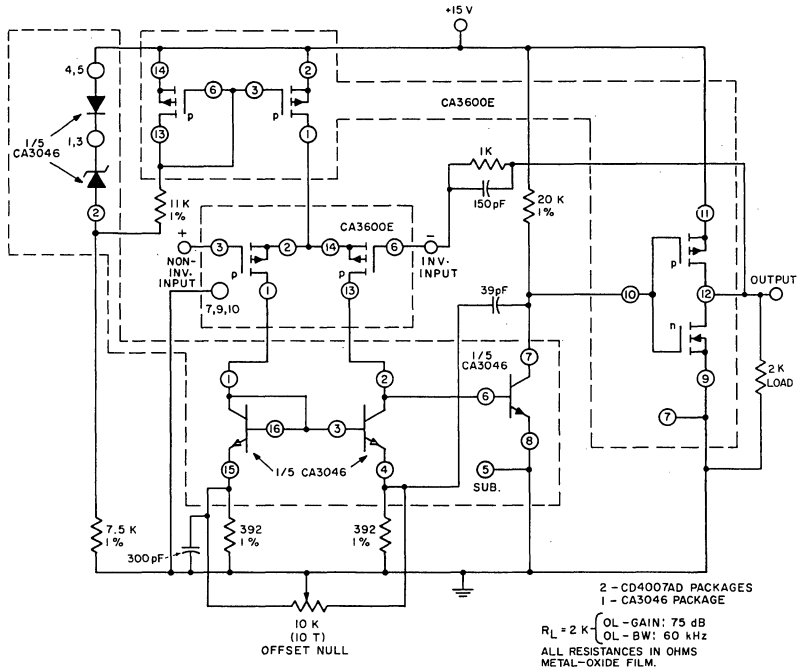 +15 V
4,5
14
2
6
3
p
p
CA3600E
1/5
CA3046
1,3
13
1
1K
150pF
2
11 K
1%
20 K
1%
CA3600E
11
+
3
2
14
6
−
NON-
INV.
INPUT
p
p
INV.
INPUT
p
OUTPUT
7,9,10
1
13
39pF
10
12
n
1/5
CA3046
7
2 K
LOAD
1
2
6
9
16
3
7
8
15
1/5 CA3046
4
5
SUB.
7.5 K
1%
392
1%
392
1%
300pF
10 K
(10 T)
OFFSET NULL
2 – CD4007AD PACKAGES
1 – CA3046 PACKAGE
RL = 2 K { OL-GAIN: 75 dB
OL-BW: 60 kHz
ALL RESISTANCES IN OHMS
METAL-OXIDE FILM.